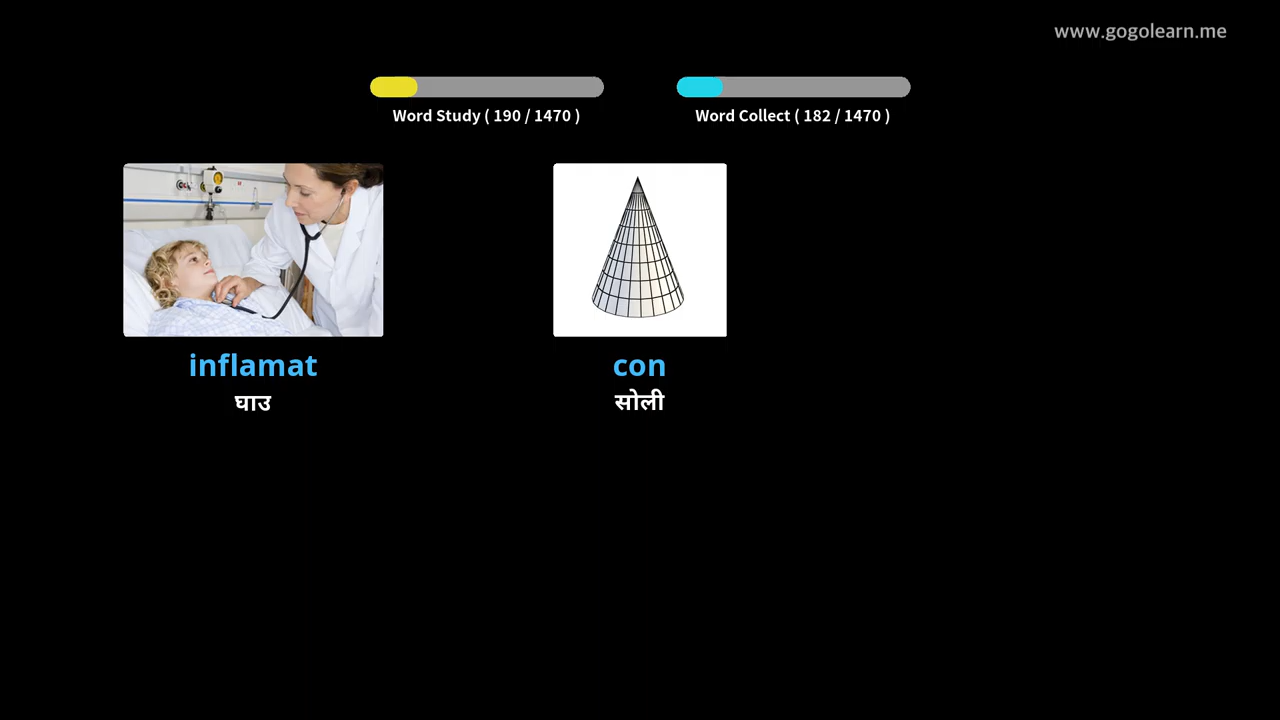 www.gogolearn.me
Word Study ( 190 / 1470 )
Word Collect ( 182 / 1470 )
inflamat
घाउ
con
सोली